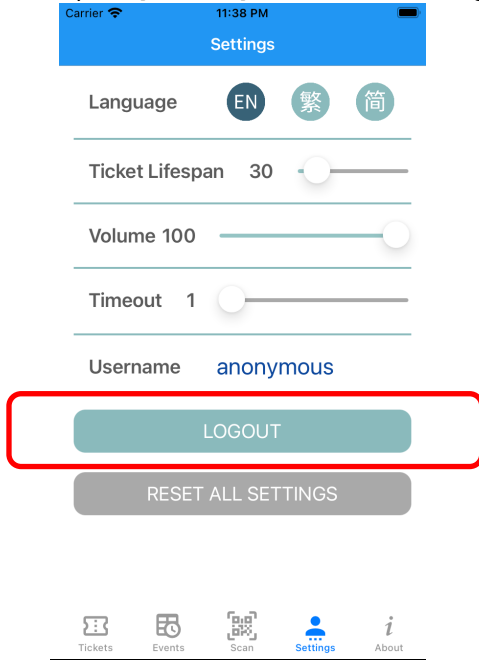 Carrier 11:38 PM
Settings
Language EN 繁 简
Ticket Lifespan 30
Volume 100
Timeout 1
Username anonymous
LOGOUT
RESET ALL SETTINGS
Tickets Events Scan Settings About